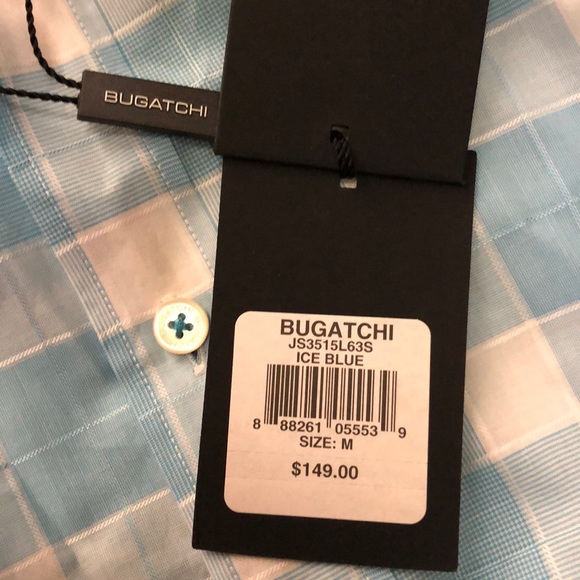 BUGATCHI
BUGATCHI
JS3515L63S
ICE BLUE
8 88261 05553 9
SIZE: M
$149.00